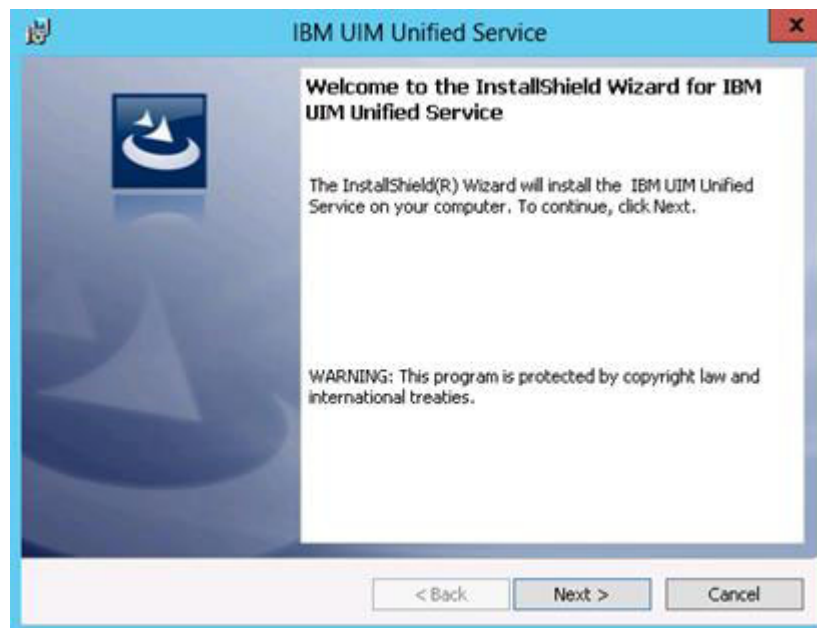 IBM UIM Unified Service
x
Welcome to the InstallShield Wizard for IBM
UIM Unified Service
The InstallShield(R) Wizard will install the IBM UIM Unified
Service on your computer. To continue, click Next.
WARNING: This program is protected by copyright law and
international treaties.
< Back
Next >
Cancel